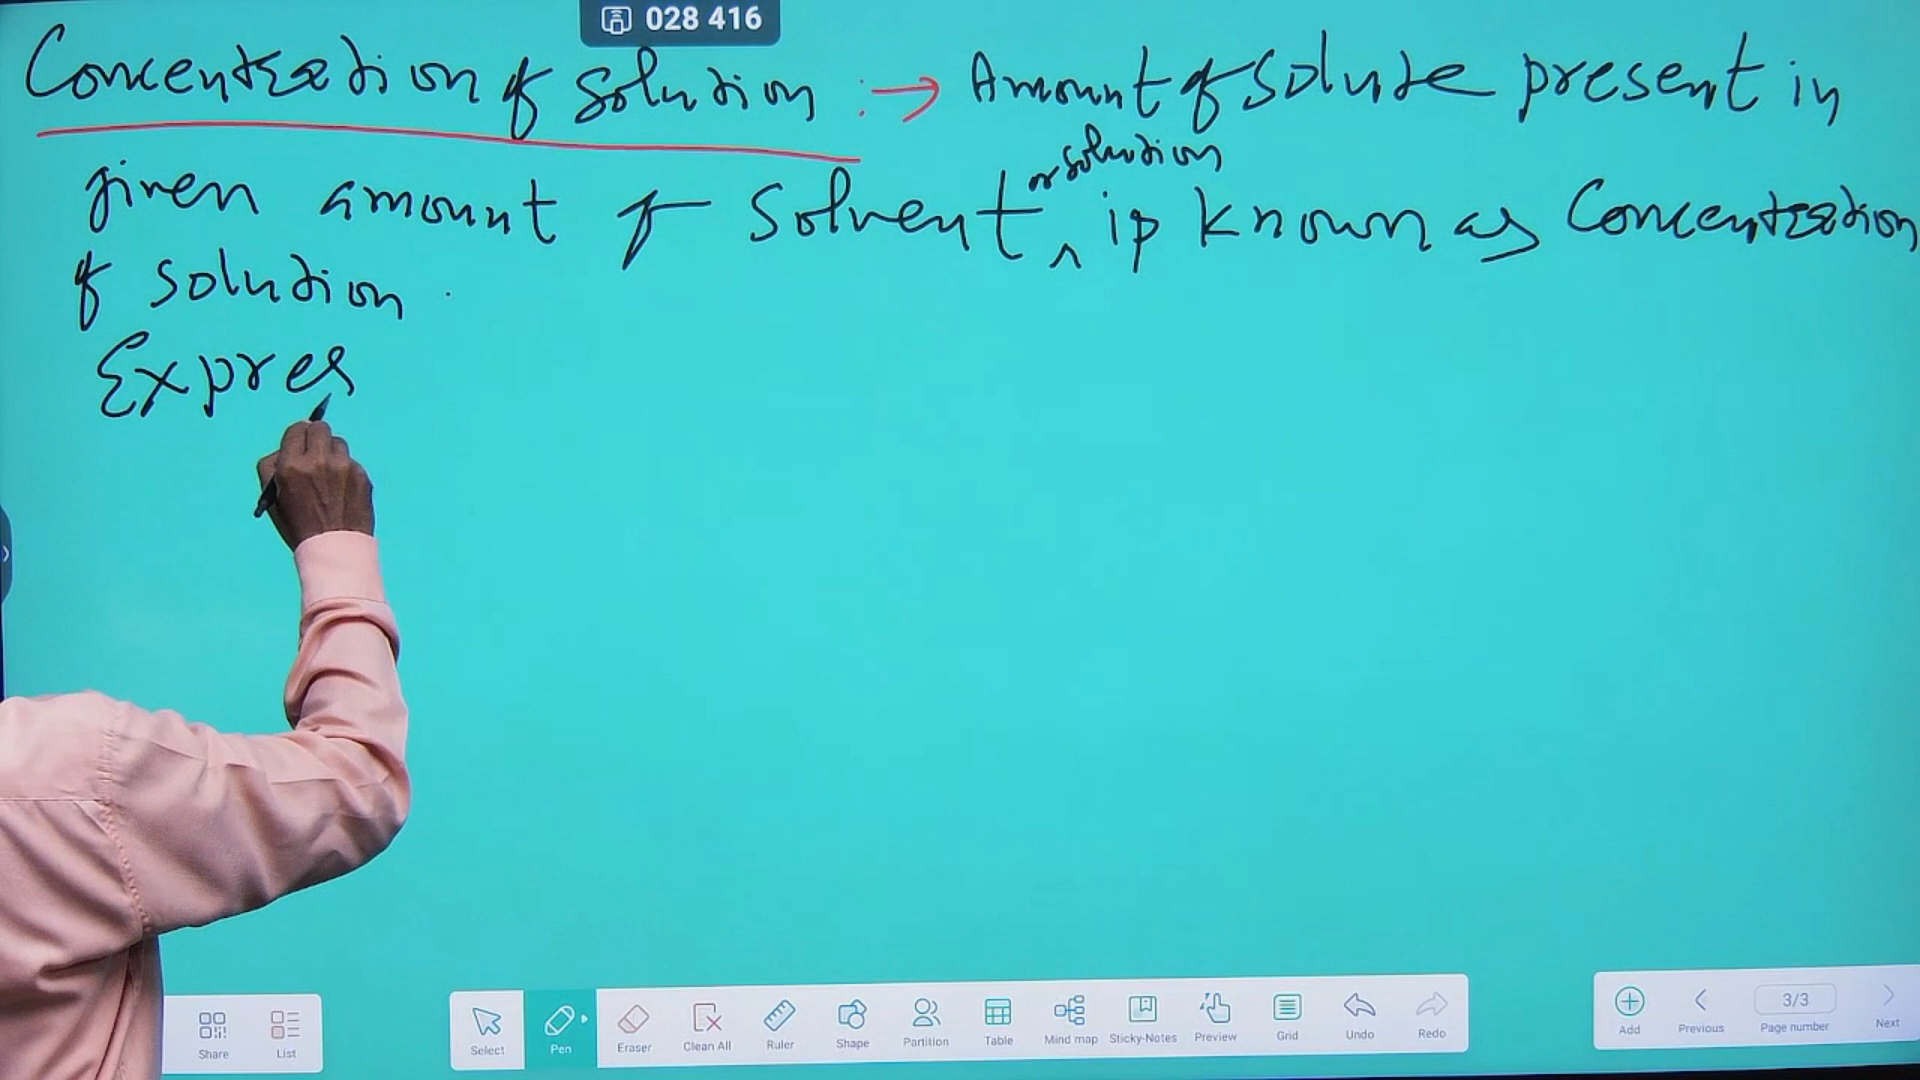 028 416
Concentration of solution :→ Amount of solute present in
or solution
given amount of solvent ^ is known as Concentration
of solution.
Expres
Share
List
Select
Pen
Eraser
Clean All
Ruler
Shape
Partition
Table
Mind map
Sticky-Notes
Preview
Grid
Undo
Redo
Add
Previous
3/3
Page number
Next